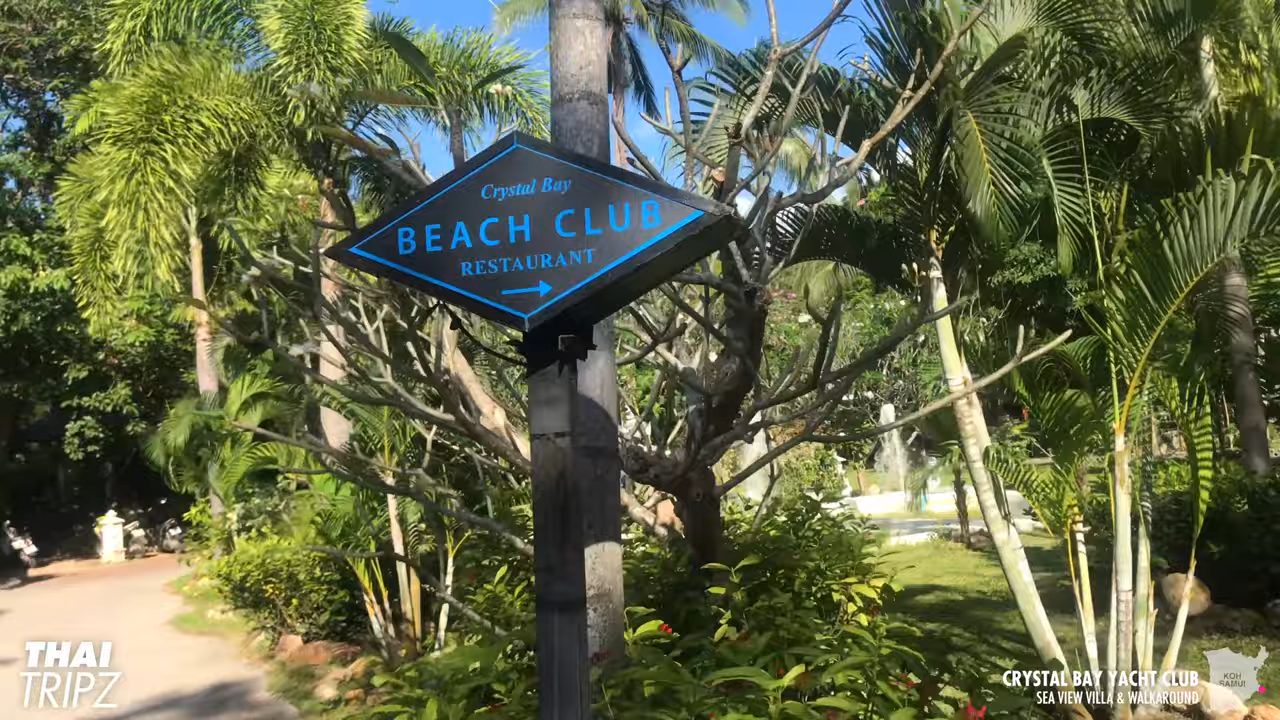 Crystal Bay
BEACH CLUB
RESTAURANT
THAI
TRIPZ
CRYSTAL BAY YACHT CLUB
SEA VIEW VILLA & WALKAROUND
KOH
SAMUI